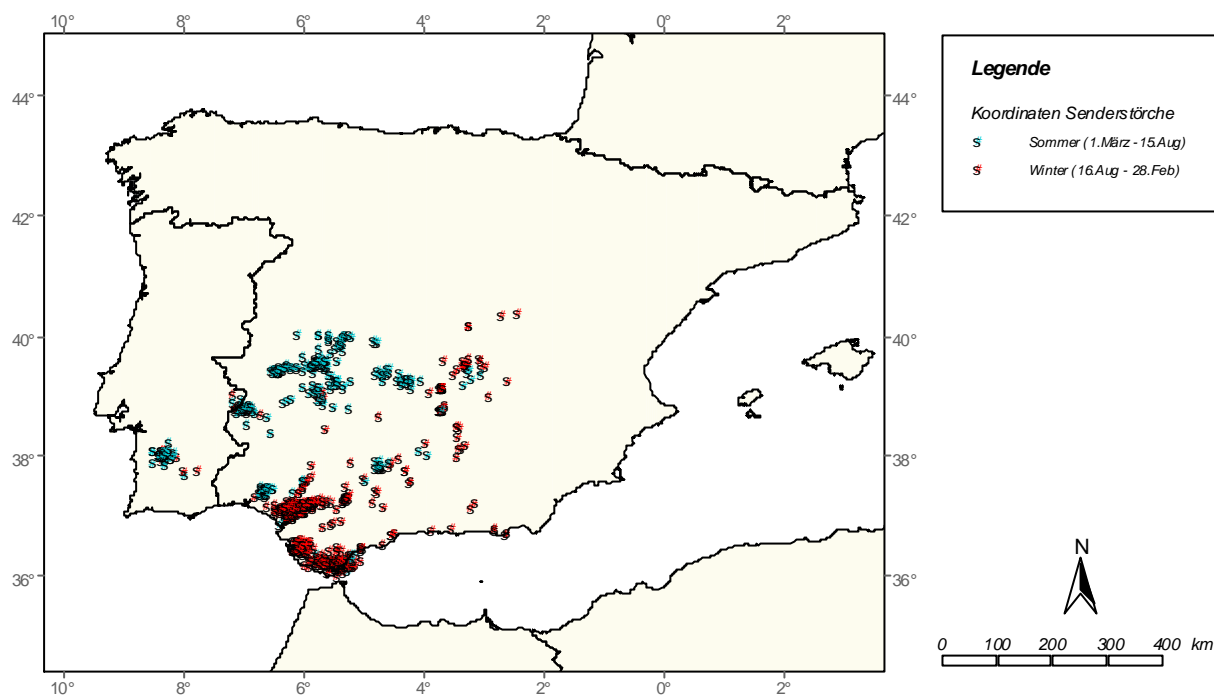 10° 8° 6° 4° 2° 0° 2°
44° 44°
42° 42°
40° 40°
38° 38°
36° 36°
10° 8° 6° 4° 2° 0° 2°
Legende
Koordinaten Senderstörche
Sommer (1.März - 15.Aug)
Winter (16.Aug - 28.Feb)
N
0 100 200 300 400 km